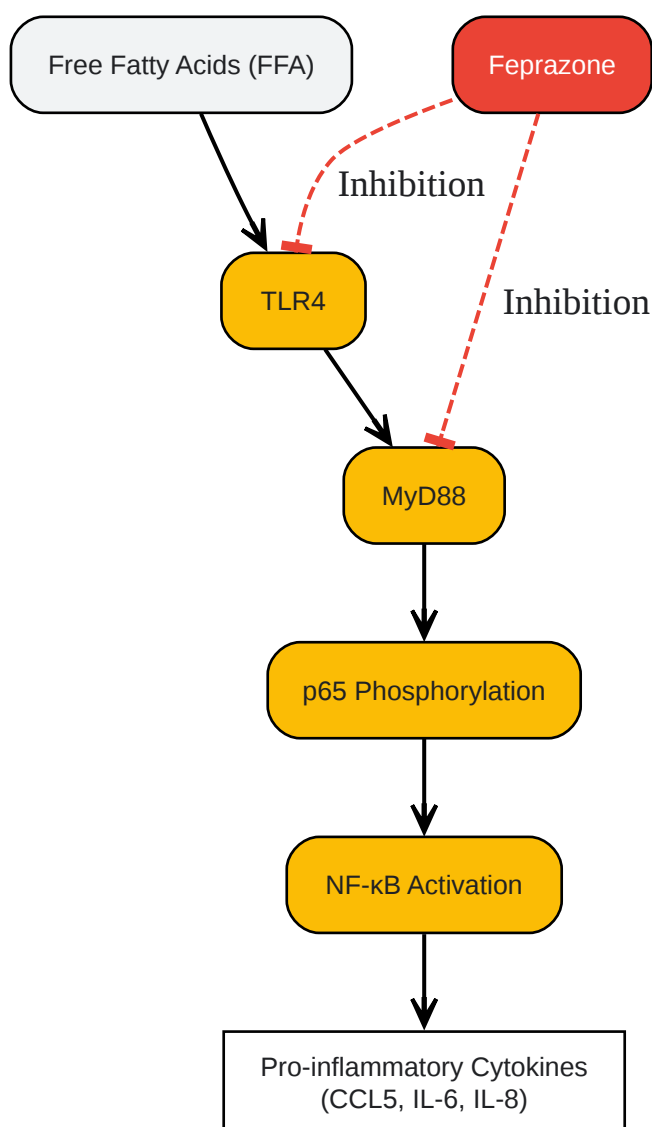 Free Fatty Acids (FFA)
Feprazone
Inhibition
TLR4
Inhibition
MyD88
p65 Phosphorylation
NF-κB Activation
Pro-inflammatory Cytokines
(CCL5, IL-6, IL-8)